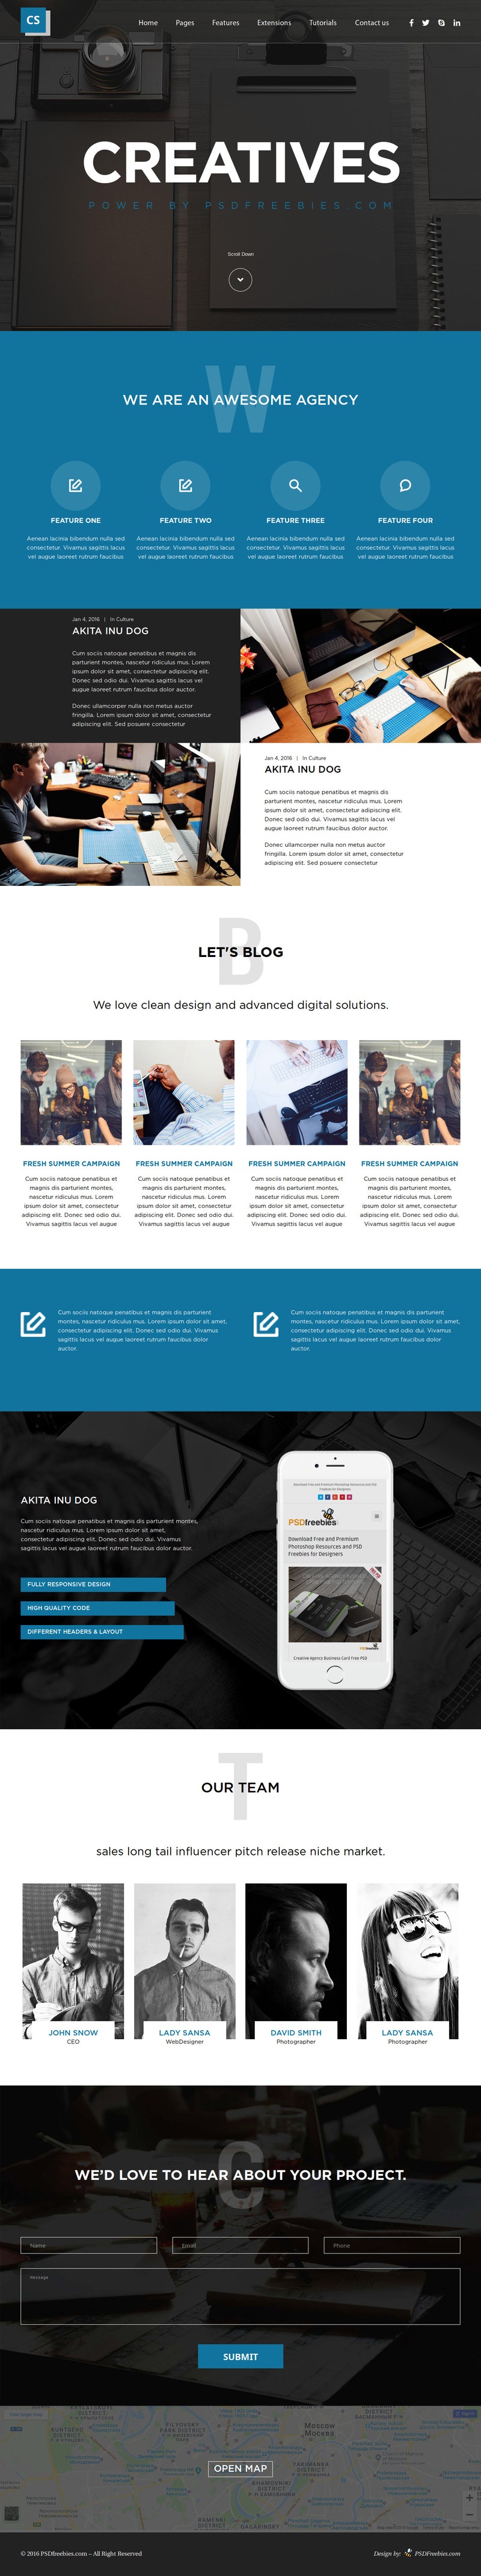 CS
Home Pages Features Extensions Tutorials Contact us
CREATIVES
POWER BY PSDFREEBIES.COM
Scroll Down
W
WE ARE AN AWESOME AGENCY
FEATURE ONE FEATURE TWO FEATURE THREE FEATURE FOUR
Aenean lacinia bibendum nulla sed
consectetur. Vivamus sagittis lacus
vel augue laoreet rutrum faucibus
Aenean lacinia bibendum nulla sed
consectetur. Vivamus sagittis lacus
vel augue laoreet rutrum faucibus
Aenean lacinia bibendum nulla sed
consectetur. Vivamus sagittis lacus
vel augue laoreet rutrum faucibus
Aenean lacinia bibendum nulla sed
consectetur. Vivamus sagittis lacus
vel augue laoreet rutrum faucibus
Jan 4, 2016 | In Culture
AKITA INU DOG
Cum sociis natoque penatibus et magnis dis
parturient montes, nascetur ridiculus mus. Lorem
ipsum dolor sit amet, consectetur adipiscing elit.
Donec sed odio dui. Vivamus sagittis lacus vel
augue laoreet rutrum faucibus dolor auctor.
Donec ullamcorper nulla non metus auctor
fringilla. Lorem ipsum dolor sit amet, consectetur
adipiscing elit. Sed posuere consectetur
Jan 4, 2016 | In Culture
AKITA INU DOG
Cum sociis natoque penatibus et magnis dis
parturient montes, nascetur ridiculus mus. Lorem
ipsum dolor sit amet, consectetur adipiscing elit.
Donec sed odio dui. Vivamus sagittis lacus vel
augue laoreet rutrum faucibus dolor auctor.
Donec ullamcorper nulla non metus auctor
fringilla. Lorem ipsum dolor sit amet, consectetur
adipiscing elit. Sed posuere consectetur
B
LET'S BLOG
We love clean design and advanced digital solutions.
FRESH SUMMER CAMPAIGN
Cum sociis natoque penatibus et
magnis dis parturient montes,
nascetur ridiculus mus. Lorem
ipsum dolor sit amet, consectetur
adipiscing elit. Donec sed odio dui.
Vivamus sagittis lacus vel augue
FRESH SUMMER CAMPAIGN
Cum sociis natoque penatibus et
magnis dis parturient montes,
nascetur ridiculus mus. Lorem
ipsum dolor sit amet, consectetur
adipiscing elit. Donec sed odio dui.
Vivamus sagittis lacus vel augue
FRESH SUMMER CAMPAIGN
Cum sociis natoque penatibus et
magnis dis parturient montes,
nascetur ridiculus mus. Lorem
ipsum dolor sit amet, consectetur
adipiscing elit. Donec sed odio dui.
Vivamus sagittis lacus vel augue
FRESH SUMMER CAMPAIGN
Cum sociis natoque penatibus et
magnis dis parturient montes,
nascetur ridiculus mus. Lorem
ipsum dolor sit amet, consectetur
adipiscing elit. Donec sed odio dui.
Vivamus sagittis lacus vel augue
Cum sociis natoque penatibus et magnis dis parturient
montes, nascetur ridiculus mus. Lorem ipsum dolor sit amet,
consectetur adipiscing elit. Donec sed odio dui. Vivamus
sagittis lacus vel augue laoreet rutrum faucibus dolor
auctor.
Cum sociis natoque penatibus et magnis dis parturient
montes, nascetur ridiculus mus. Lorem ipsum dolor sit amet,
consectetur adipiscing elit. Donec sed odio dui. Vivamus
sagittis lacus vel augue laoreet rutrum faucibus dolor
auctor.
AKITA INU DOG
Cum sociis natoque penatibus et magnis dis parturient montes,
nascetur ridiculus mus. Lorem ipsum dolor sit amet,
consectetur adipiscing elit. Donec sed odio dui. Vivamus
sagittis lacus vel augue laoreet rutrum faucibus dolor auctor.
FULLY RESPONSIVE DESIGN
HIGH QUALITY CODE
DIFFERENT HEADERS & LAYOUT
Download Free and Premium Photoshop Resources and PSD
Freebies for Designers
PSDfreebies
Download Free and Premium
Photoshop Resources and PSD
Freebies for Designers
NEW
PSDfreebies
Creative Agency Business Card Free PSD
T
OUR TEAM
sales long tail influencer pitch release niche market.
JOHN SNOW
CEO
LADY SANSA
WebDesigner
DAVID SMITH
Photographer
LADY SANSA
Photographer
C
WE'D LOVE TO HEAR ABOUT YOUR PROJECT.
Name Email Phone
Message
SUBMIT
Moscow
Москва
OPEN MAP
© 2016 PSDfreebies.com – All Right Reserved
Design by: PSDFreebies.com